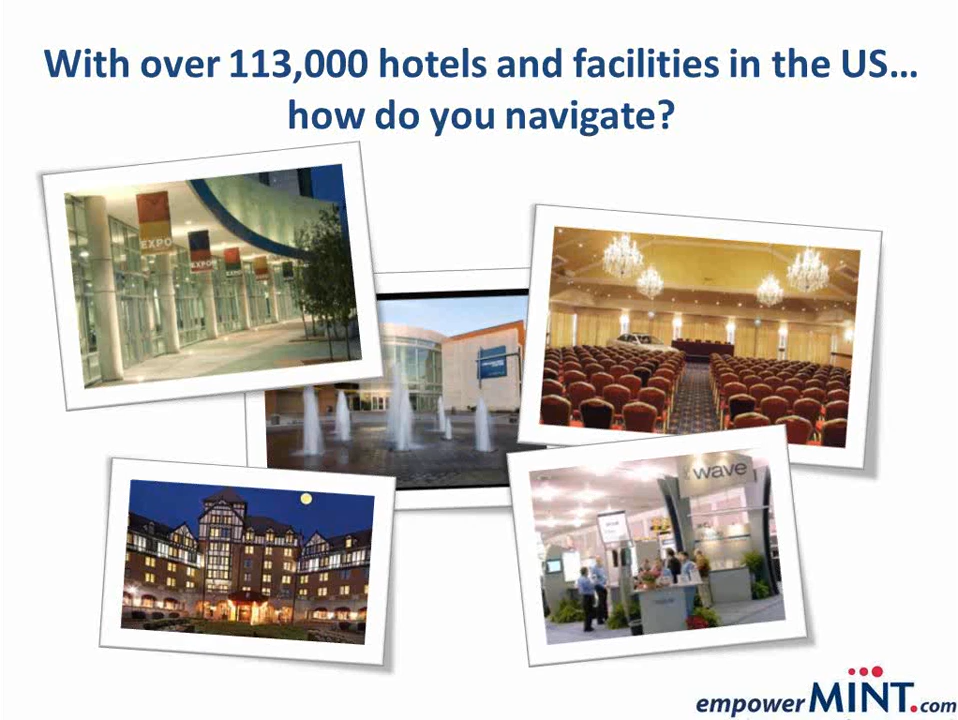 With over 113,000 hotels and facilities in the US…
how do you navigate?
EXPO
EXPO
EXPO
wave
empowerMINT.com